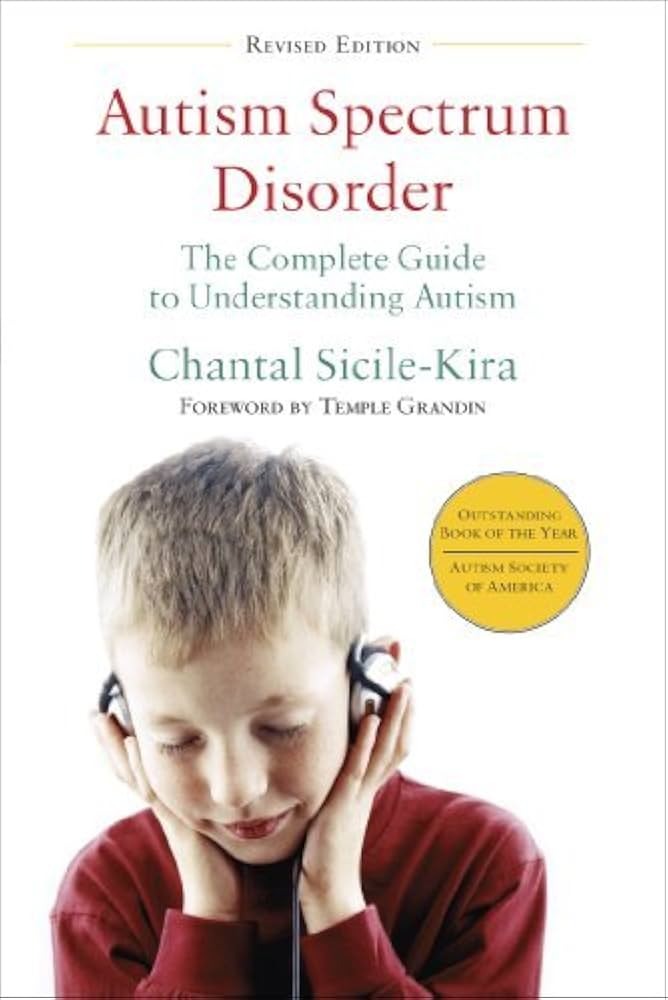 REVISED EDITION
Autism Spectrum
Disorder
The Complete Guide
to Understanding Autism
Chantal Sicile-Kira
FOREWORD BY TEMPLE GRANDIN
OUTSTANDING
BOOK OF THE YEAR
AUTISM SOCIETY
OF AMERICA